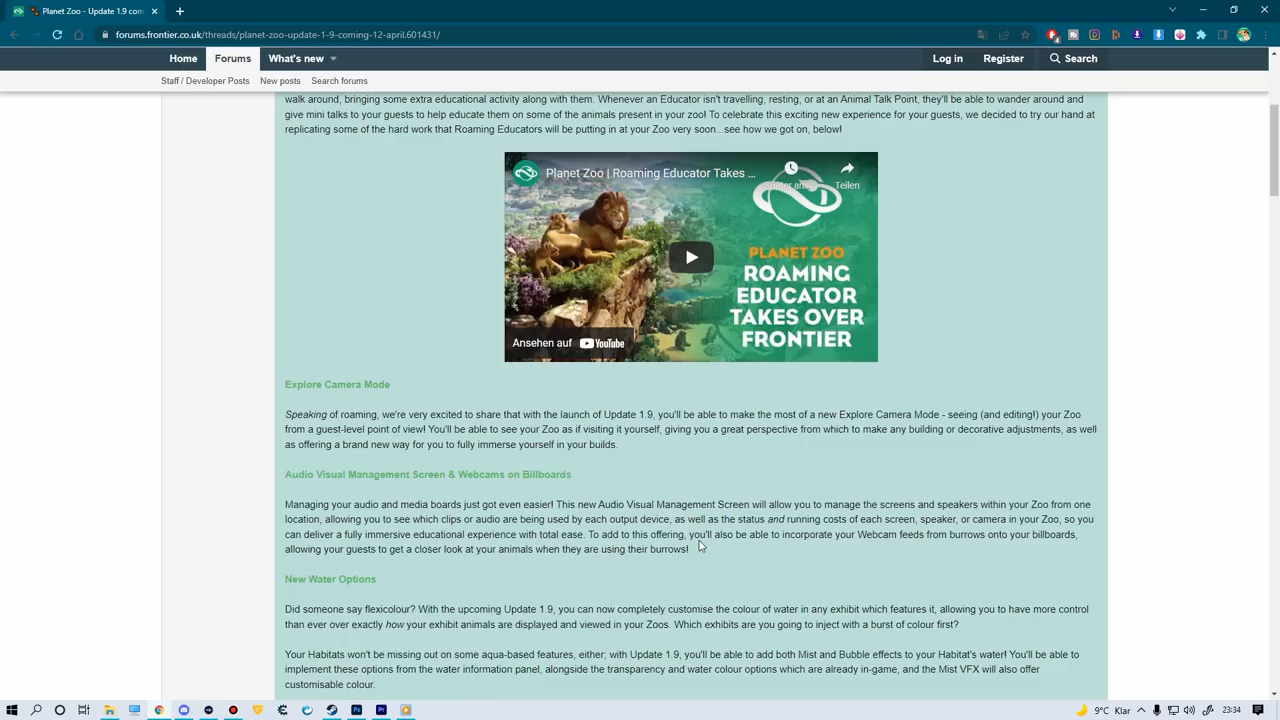 Planet Zoo - Update 1.9 com
forums.frontier.co.uk/threads/planet-zoo-update-1-9-coming-12-april.601431/
Home Forums What's new Log in Register Search
Staff / Developer Posts New posts Search forums
walk around, bringing some extra educational activity along with them. Whenever an Educator isn't travelling, resting, or at an Animal Talk Point, they'll be able to wander around and
give mini talks to your guests to help educate them on some of the animals present in your zoo! To celebrate this exciting new experience for your guests, we decided to try our hand at
replicating some of the hard work that Roaming Educators will be putting in at your Zoo very soon...see how we got on, below!
Planet Zoo | Roaming Educator Takes ...
Teilen
PLANET ZOO
ROAMING
EDUCATOR
TAKES OVER
FRONTIER
Ansehen auf YouTube
Explore Camera Mode
Speaking of roaming, we're very excited to share that with the launch of Update 1.9, you'll be able to make the most of a new Explore Camera Mode - seeing (and editing!) your Zoo
from a guest-level point of view! You'll be able to see your Zoo as if visiting it yourself, giving you a great perspective from which to make any building or decorative adjustments, as well
as offering a brand new way for you to fully immerse yourself in your builds.
Audio Visual Management Screen & Webcams on Billboards
Managing your audio and media boards just got even easier! This new Audio Visual Management Screen will allow you to manage the screens and speakers within your Zoo from one
location, allowing you to see which clips or audio are being used by each output device, as well as the status and running costs of each screen, speaker, or camera in your Zoo, so you
can deliver a fully immersive educational experience with total ease. To add to this offering, you'll also be able to incorporate your Webcam feeds from burrows onto your billboards,
allowing your guests to get a closer look at your animals when they are using their burrows!
New Water Options
Did someone say flexicolour? With the upcoming Update 1.9, you can now completely customise the colour of water in any exhibit which features it, allowing you to have more control
than ever over exactly how your exhibit animals are displayed and viewed in your Zoos. Which exhibits are you going to inject with a burst of colour first?
Your Habitats won't be missing out on some aqua-based features, either; with Update 1.9, you'll be able to add both Mist and Bubble effects to your Habitat's water! You'll be able to
implement these options from the water information panel, alongside the transparency and water colour options which are already in-game, and the Mist VFX will also offer
customisable colour.
9°C Klar 23:34